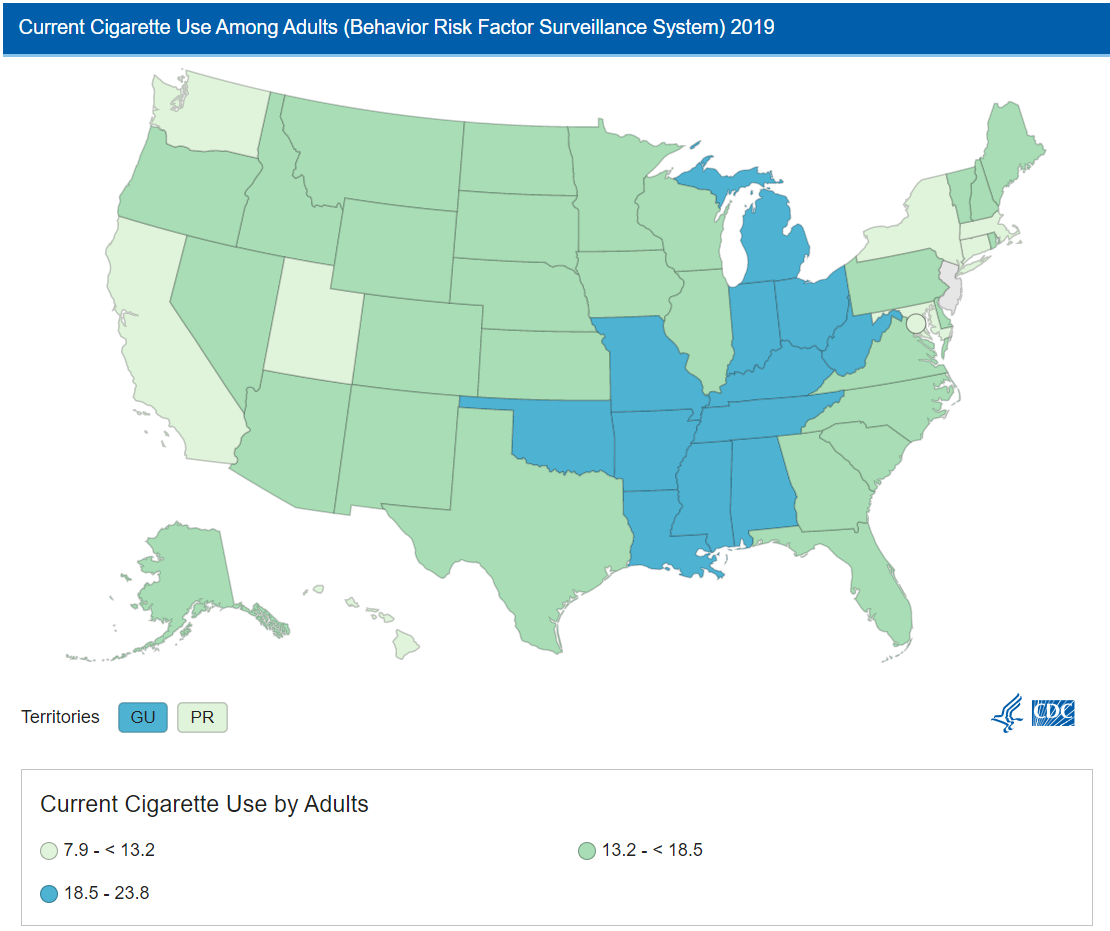 Current Cigarette Use Among Adults (Behavior Risk Factor Surveillance System) 2019
Territories GU PR
CDC
Current Cigarette Use by Adults
7.9 - < 13.2
13.2 - < 18.5
18.5 - 23.8